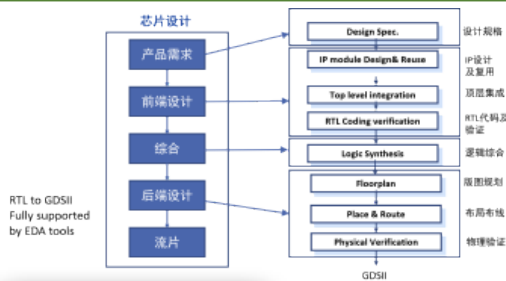 芯片设计
产品需求
前端设计
综合
后端设计
流片
RTL to GDSII
Fully supported
by EDA tools
Design Spec.
设计规格
IP module Design& Reuse
IP设计
及复用
Top level integration
顶层集成
RTL Coding verification
RTL代码及
验证
Logic Synthesis
逻辑综合
Floorplan
版图规划
Place & Route
布局布线
Physical Verification
物理验证
GDSII